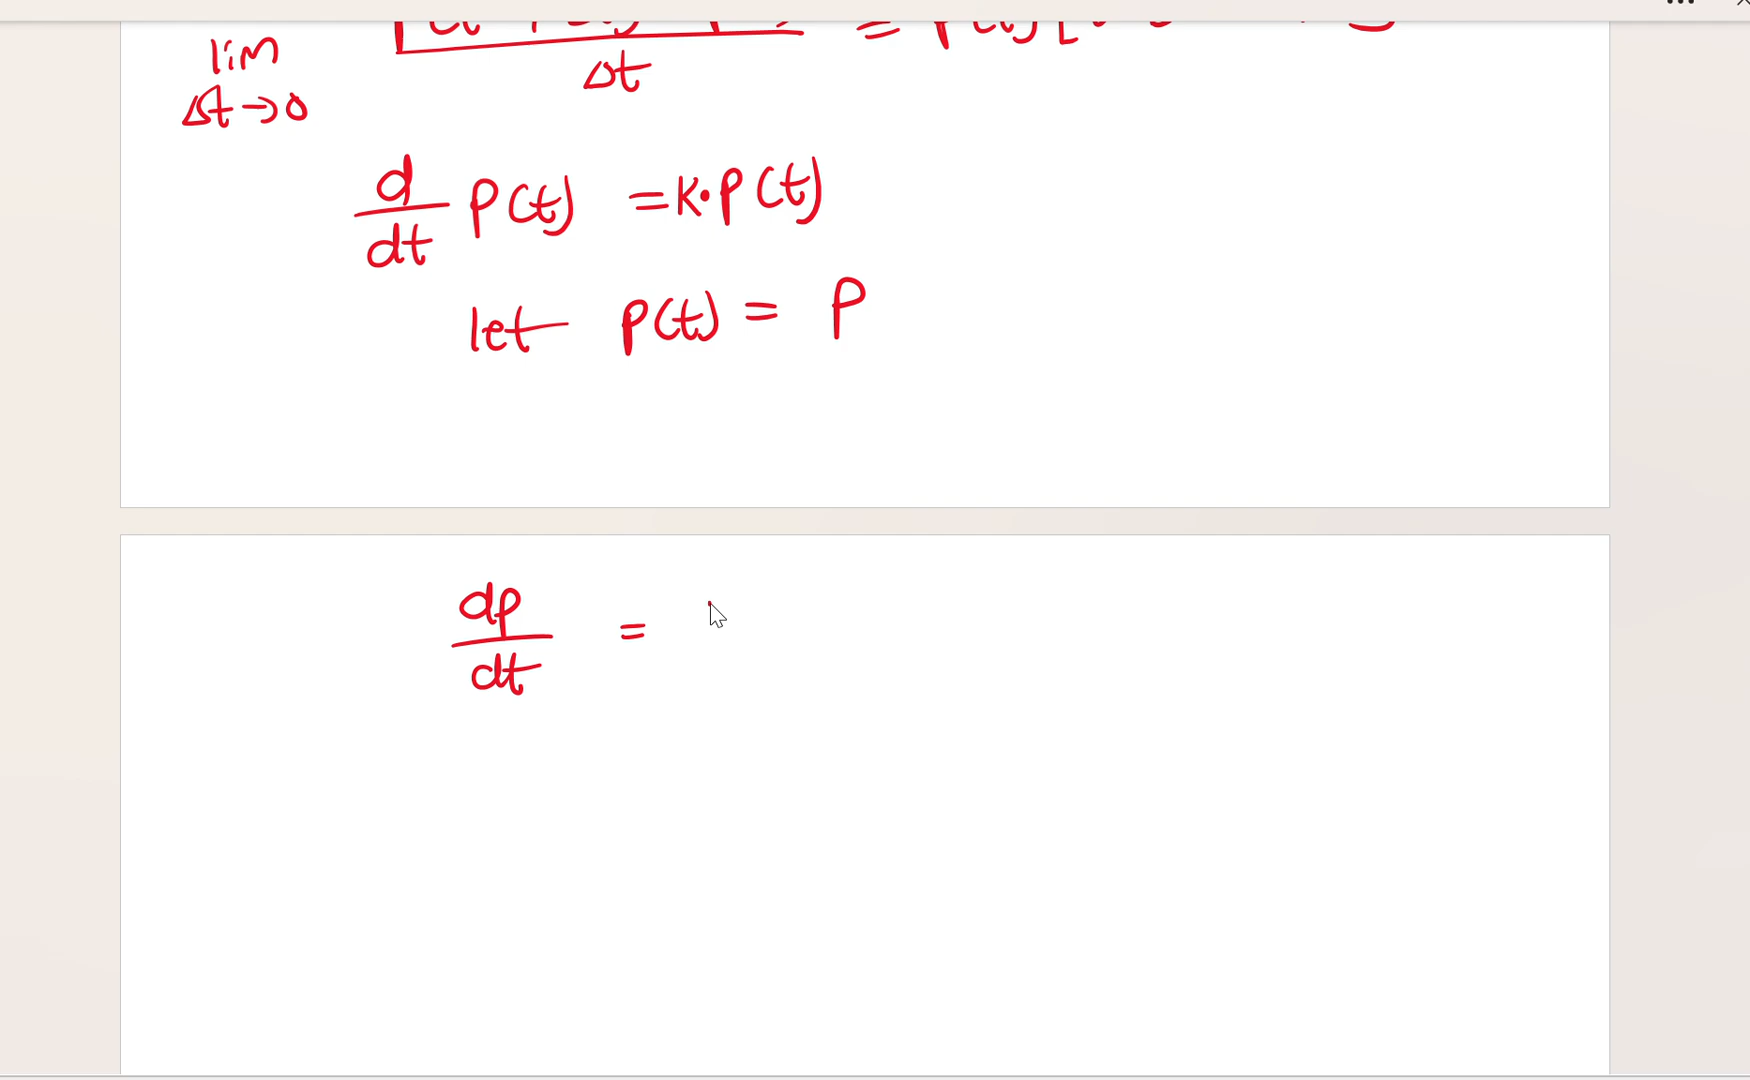 lim
Δt
Δt→0
d/dt P(t) = K·P(t)
let P(t) = P
dp/dt =